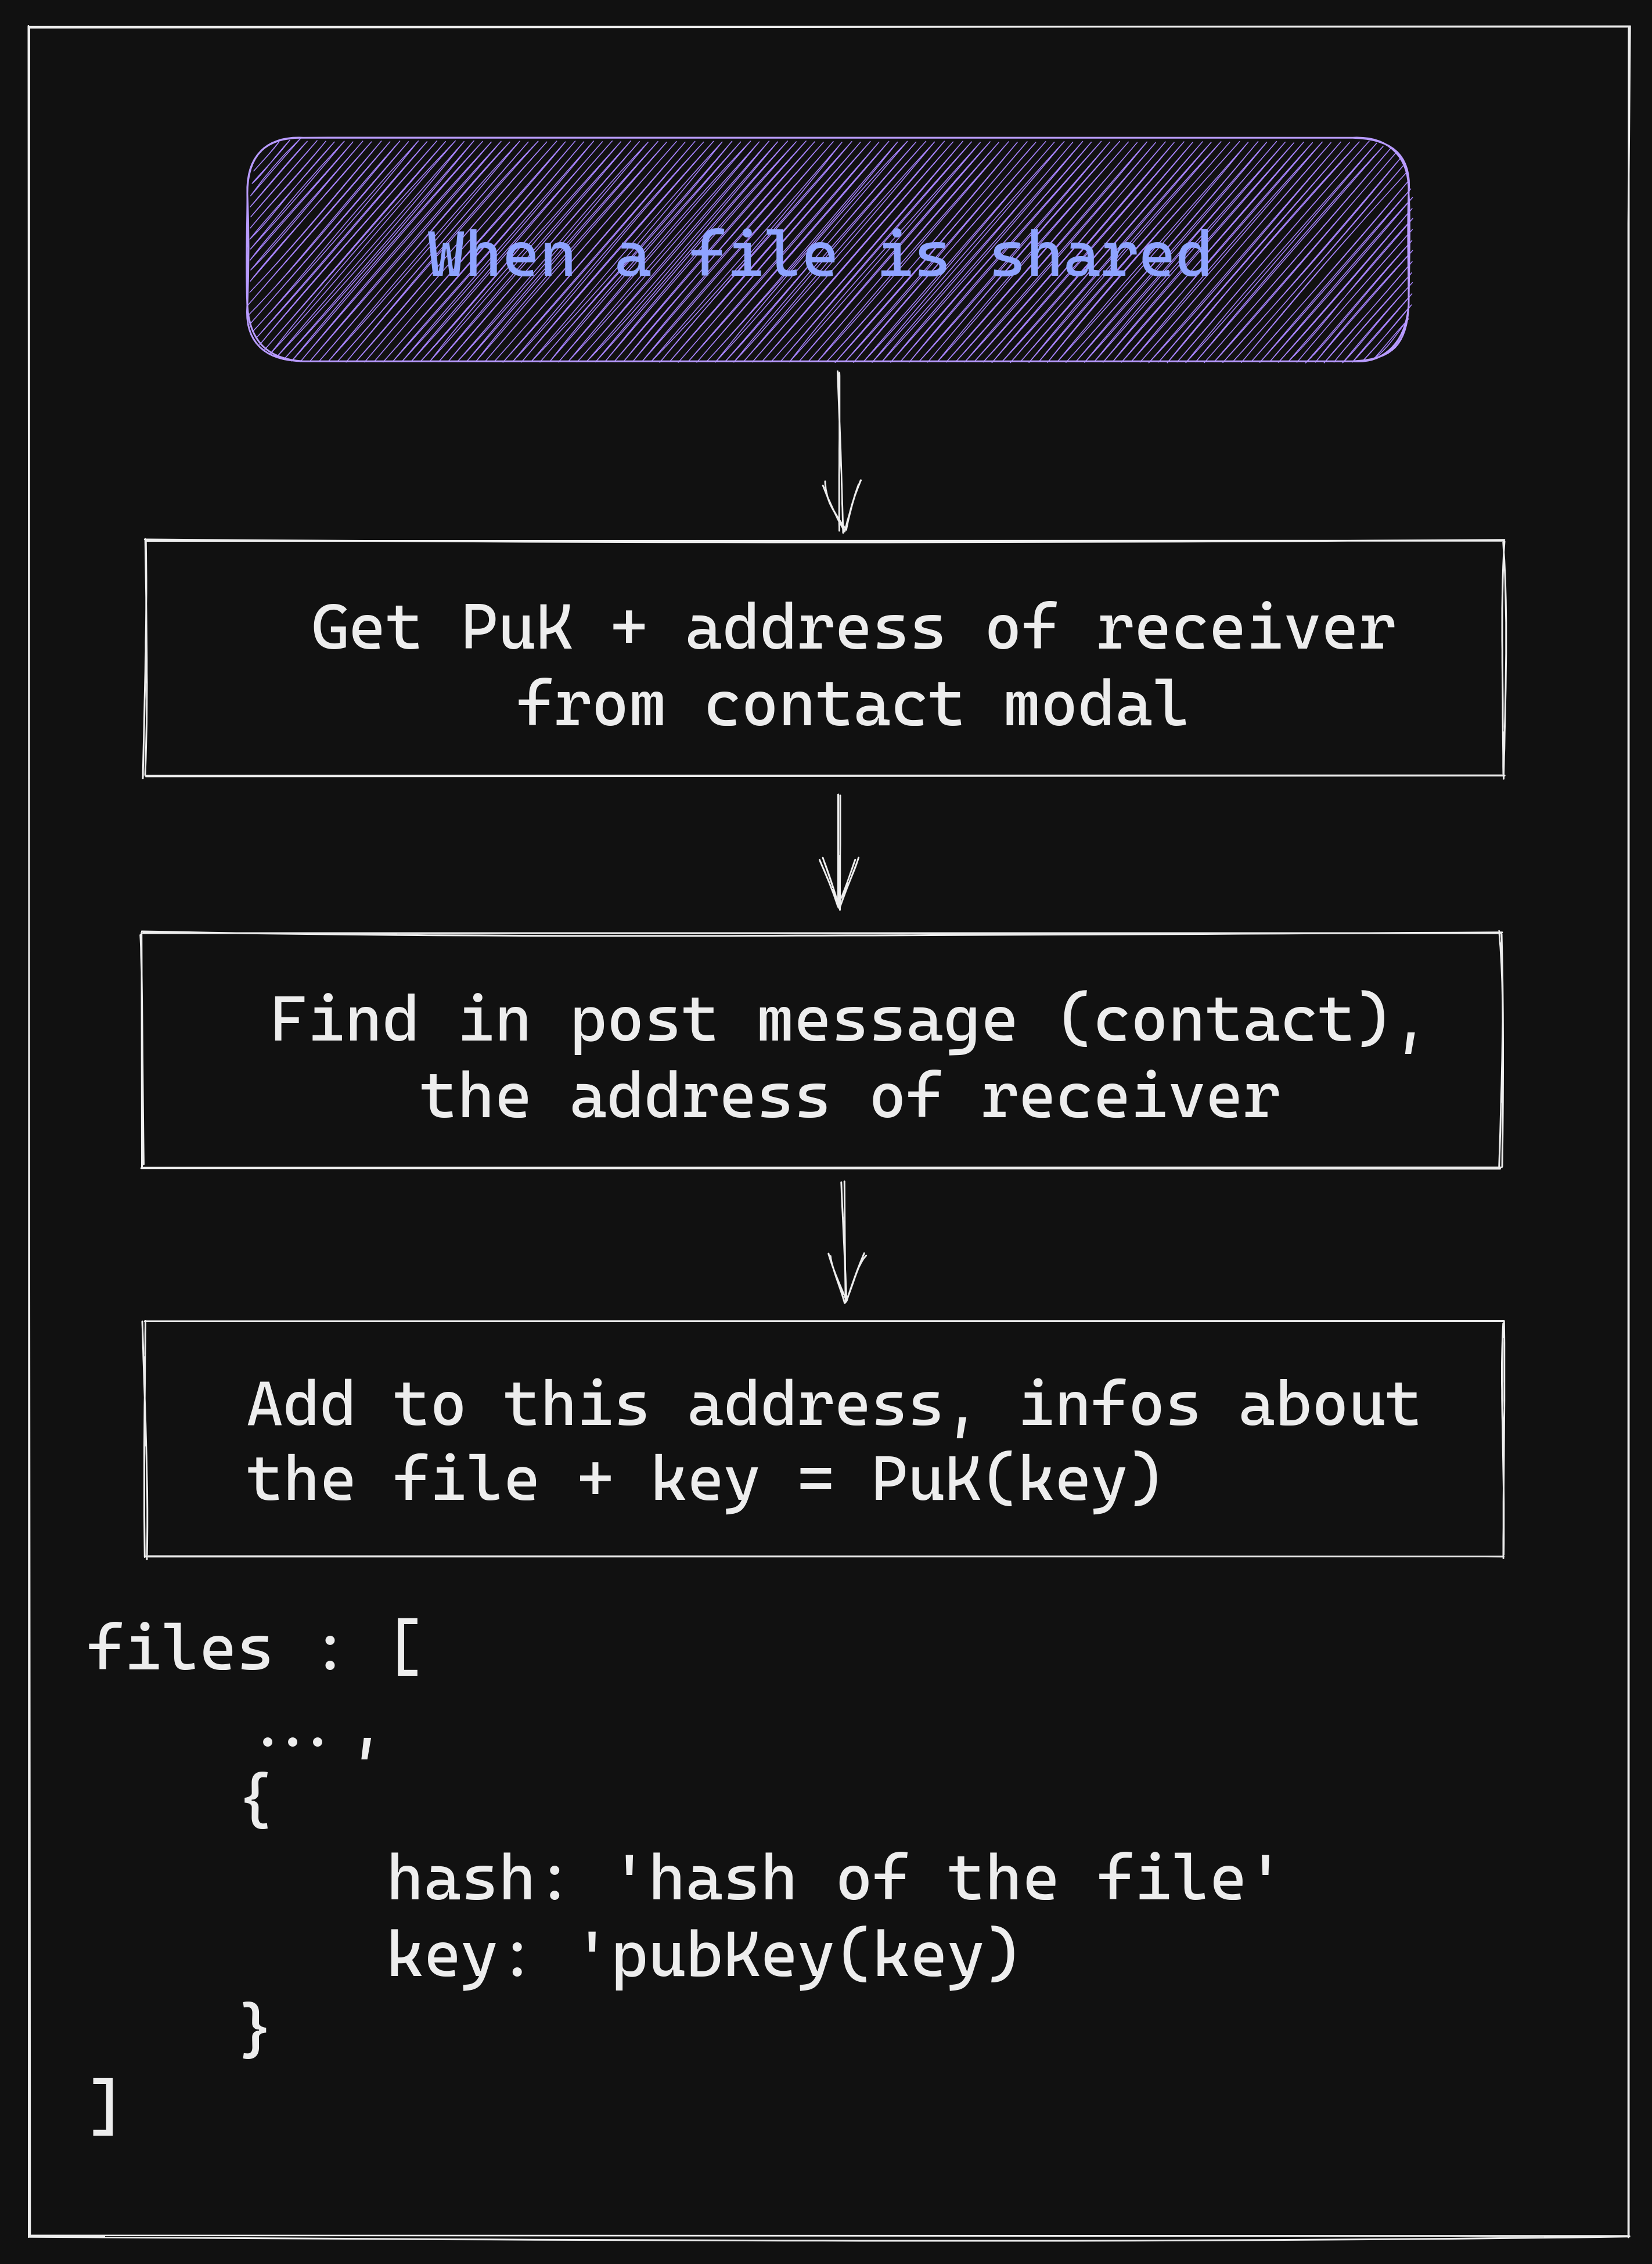 When a file is shared
Get PuK + address of receiver
from contact modal
Find in post message (contact),
the address of receiver
Add to this address, infos about
the file + key = PuK(key)
files : [
... ,
{
hash: 'hash of the file'
key: 'pubKey(key)
}
]